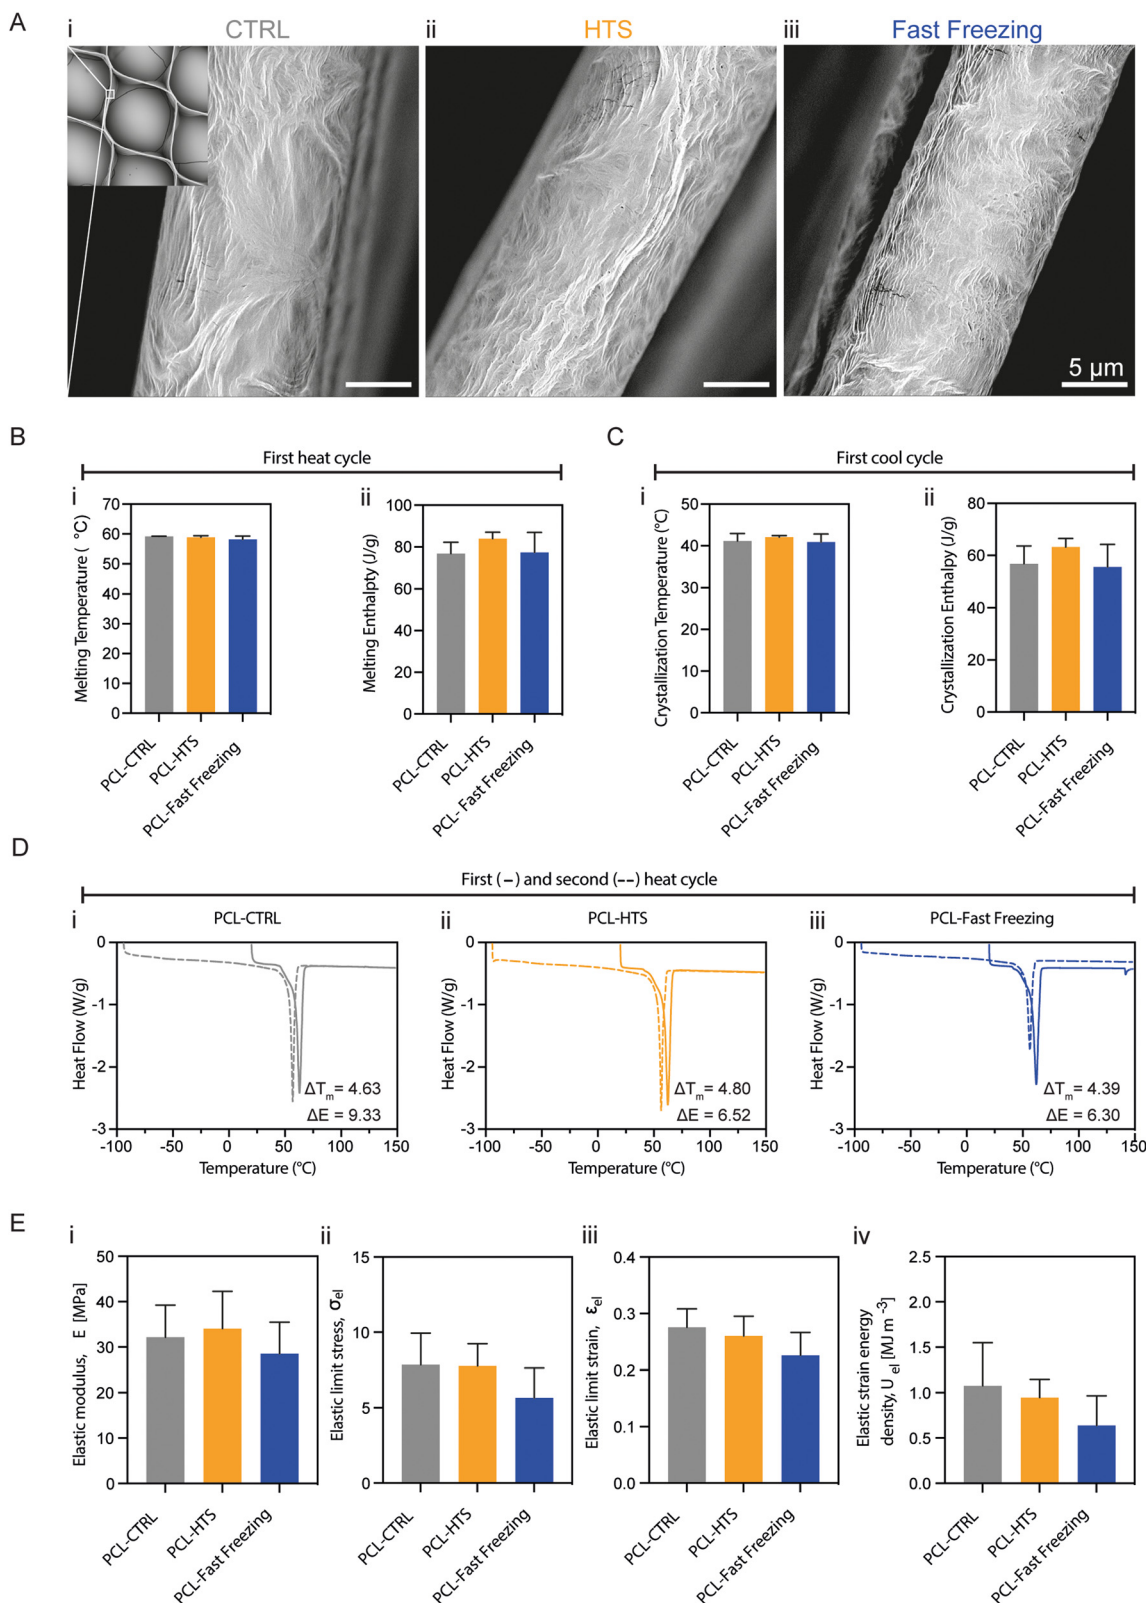 A
i CTRL ii HTS iii Fast Freezing
5 µm
B C
First heat cycle First cool cycle
i ii i ii
Melting Temperature ( °C)
70
60
50
40
30
20
10
0
PCL-CTRL
PCL-HTS
PCL-Fast Freezing
Melting Enthalpty (J/g)
100
80
60
40
20
0
PCL-CTRL
PCL-HTS
PCL- Fast Freezing
Crystallization Temperature (°C)
50
40
30
20
10
0
PCL-CTRL
PCL-HTS
PCL-Fast Freezing
Crystallization Enthalpy (J/g)
80
60
40
20
0
PCL-CTRL
PCL-HTS
PCL-Fast Freezing
D
First (–) and second (--) heat cycle
i PCL-CTRL ii PCL-HTS iii PCL-Fast Freezing
Heat Flow (W/g)
0
-1
-2
-3
ΔTm = 4.63
ΔE = 9.33
-100 -50 0 50 100 150
Temperature (°C)
Heat Flow (W/g)
0
-1
-2
-3
ΔTm = 4.80
ΔE = 6.52
-100 -50 0 50 100 150
Temperature (°C)
Heat Flow (W/g)
0
-1
-2
-3
ΔTm = 4.39
ΔE = 6.30
-100 -50 0 50 100 150
Temperature (°C)
E
i ii iii iv
Elastic modulus, E [MPa]
50
40
30
20
10
0
PCL-CTRL
PCL-HTS
PCL-Fast Freezing
Elastic limit stress, σel
15
10
5
0
PCL-CTRL
PCL-HTS
PCL-Fast Freezing
Elastic limit strain, εel
0.4
0.3
0.2
0.1
0.0
PCL-CTRL
PCL-HTS
PCL-Fast Freezing
Elastic strain energy
density, U el [MJ m -3]
2.5
2.0
1.5
1.0
0.5
0.0
PCL-CTRL
PCL-HTS
PCL-Fast Freezing